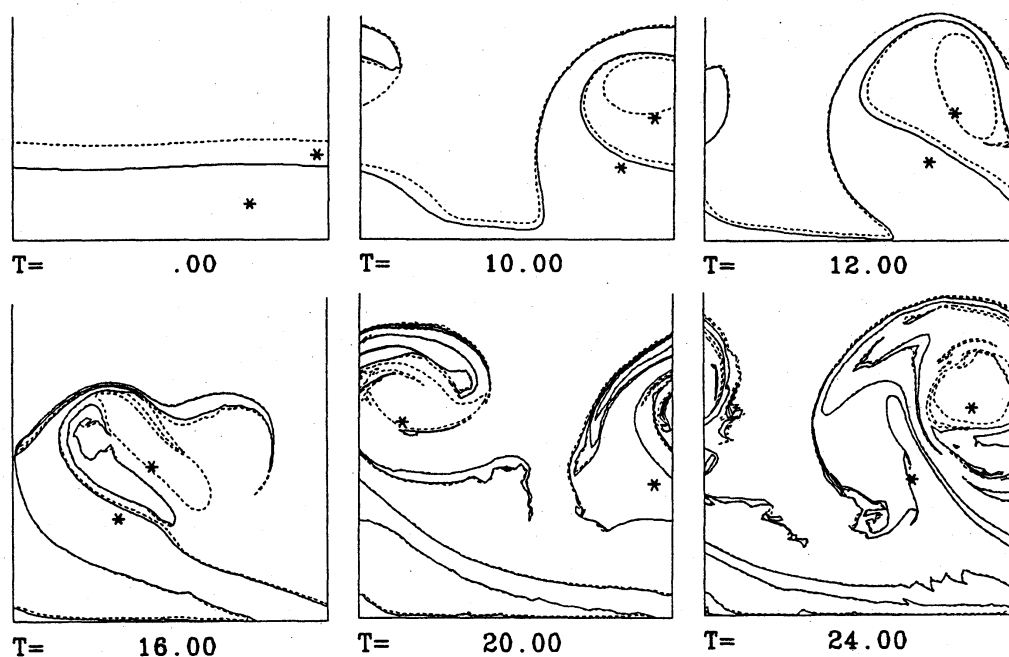 T= .00
T= 10.00
T= 12.00
T= 16.00
T= 20.00
T= 24.00